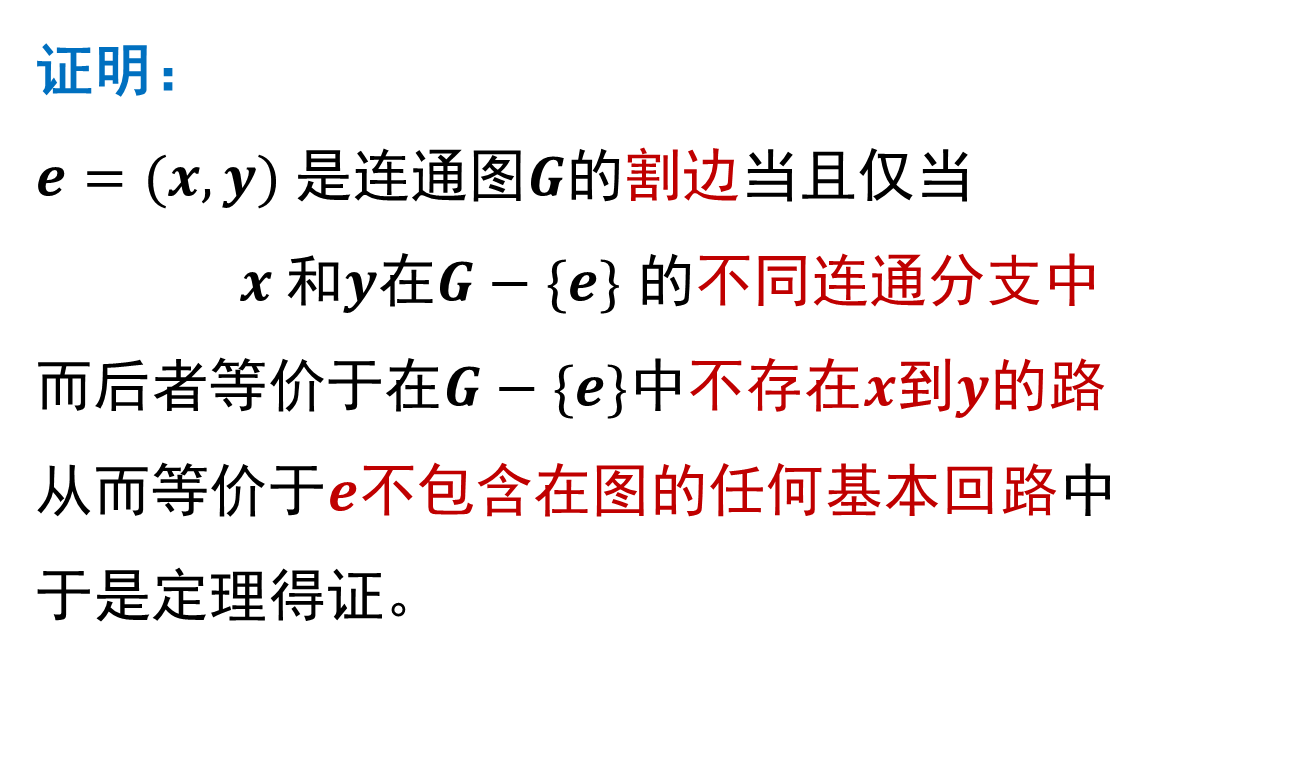 证明：
e = (x, y) 是连通图G的割边当且仅当
x 和y在G − {e} 的不同连通分支中
而后者等价于在G − {e}中不存在x到y的路
从而等价于e不包含在图的任何基本回路中
于是定理得证。